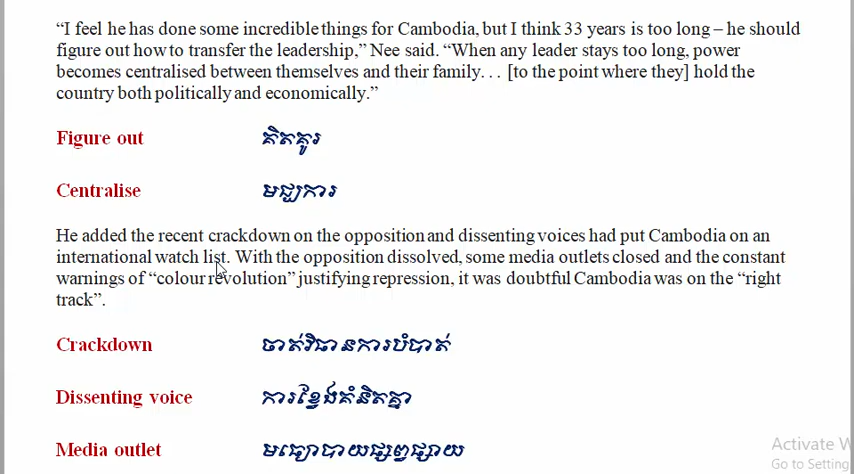 “I feel he has done some incredible things for Cambodia, but I think 33 years is too long – he should
figure out how to transfer the leadership,” Nee said. “When any leader stays too long, power
becomes centralised between themselves and their family. . . [to the point where they] hold the
country both politically and economically.”
Figure out គិតគូរ
Centralise មជ្ឈការ
He added the recent crackdown on the opposition and dissenting voices had put Cambodia on an
international watch list. With the opposition dissolved, some media outlets closed and the constant
warnings of “colour revolution” justifying repression, it was doubtful Cambodia was on the “right
track”.
Crackdown ចាត់វិធានការបំបាត់
Dissenting voice ការខ្វែងគំនិតគ្នា
Media outlet មធ្យោបាយផ្សព្វផ្សាយ
Activate W
Go to Setting